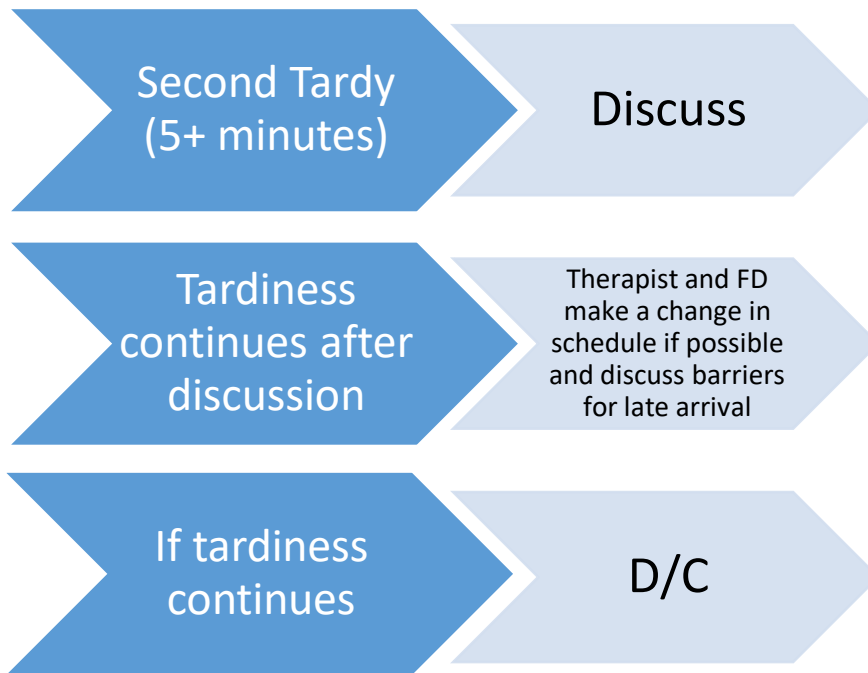 Second Tardy
(5+ minutes)
Discuss
Tardiness
continues after
discussion
Therapist and FD
make a change in
schedule if possible
and discuss barriers
for late arrival
If tardiness
continues
D/C